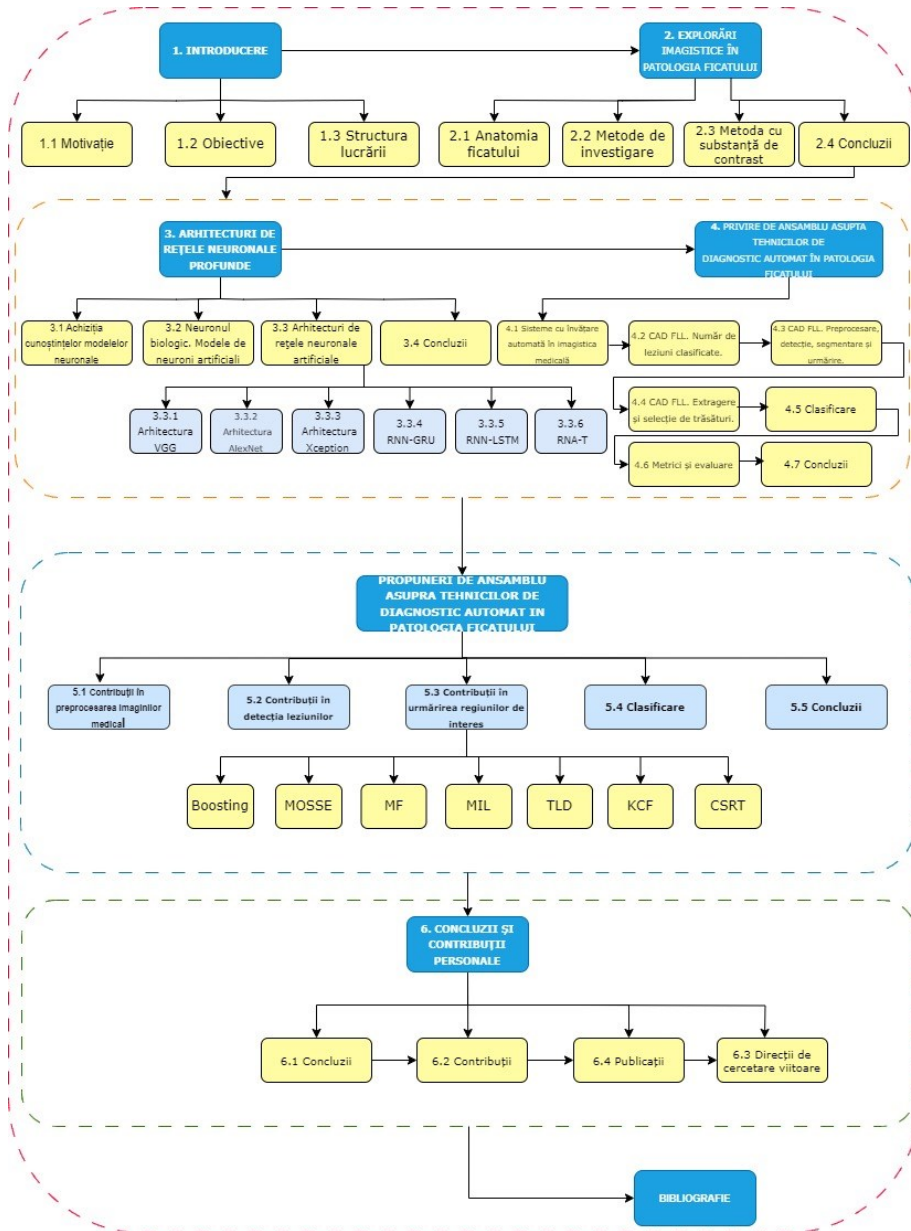 1. INTRODUCERE
2. EXPLORĂRI
IMAGISTICE ÎN
PATOLOGIA FICATULUI
1.1 Motivație
1.2 Obiective
1.3 Structura
lucrării
2.1 Anatomia
ficatului
2.2 Metode de
investigare
2.3 Metoda cu
substanță de
contrast
2.4 Concluzii
3. ARHITECTURI DE
REȚELE NEURONALE
PROFUNDE
4. PRIVIRE DE ANSAMBLU ASUPTA
TEHNICILOR DE
DIAGNOSTIC AUTOMAT ÎN PATOLOGIA
FICATULUI
3.1 Achiziția
cunoștințelor modelelor
neuronale
3.2 Neuronul
biologic. Modele de
neuroni artificiali
3.3 Arhitecturi de
rețele neuronale
artificiale
3.4 Concluzii
4.1 Sisteme cu învățare
automată în imagistica
medicală
4.2 CAD FLL. Număr de
leziuni clasificate.
4.3 CAD FLL. Preprocesare,
detecție, segmentare și
urmărire.
3.3.1
Arhitectura
VGG
3.3.2
Arhitectura
AlexNet
3.3.3
Arhitectura
Xception
3.3.4
RNN-GRU
3.3.5
RNN-LSTM
3.3.6
RNA-T
4.4 CAD FLL. Extragere
și selecție de trăsături.
4.5 Clasificare
4.6 Metrici și evaluare
4.7 Concluzii
PROPUNERI DE ANSAMBLU
ASUPRA TEHNICILOR DE
DIAGNOSTIC AUTOMAT IN
PATOLOGIA FICATULUI
5.1 Contribuții în
preprocesarea imaginilor
medical
5.2 Contribuții în
detecția leziunilor
5.3 Contribuții în
urmărirea regiunilor de
interes
5.4 Clasificare
5.5 Concluzii
Boosting
MOSSE
MF
MIL
TLD
KCF
CSRT
6. CONCLUZII ȘI
CONTRIBUȚII
PERSONALE
6.1 Concluzii
6.2 Contribuții
6.4 Publicații
6.3 Direcții de
cercetare viitoare
BIBLIOGRAFIE